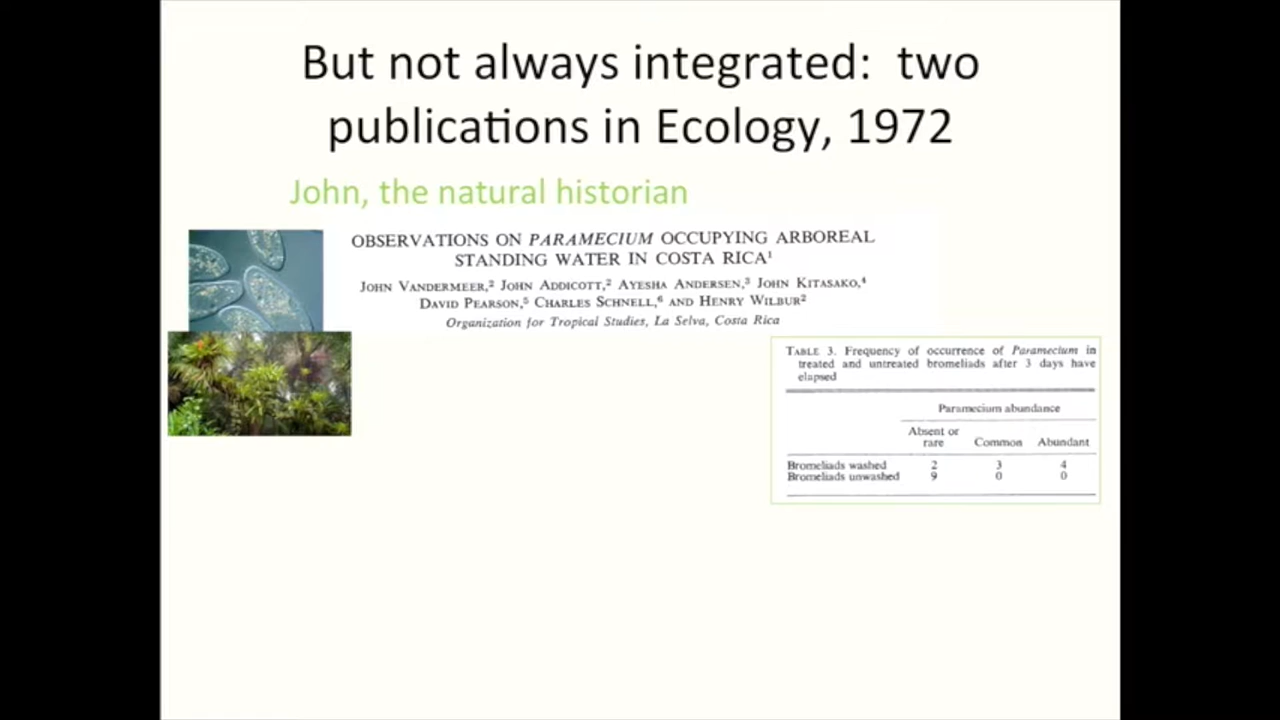 But not always integrated: two
publications in Ecology, 1972
John, the natural historian
OBSERVATIONS ON PARAMECIUM OCCUPYING ARBOREAL
STANDING WATER IN COSTA RICA¹
JOHN VANDERMEER,² JOHN ADDICOTT,² AYESHA ANDERSEN,³ JOHN KITASAKO,⁴
DAVID PEARSON,⁵ CHARLES SCHNELL,⁶ AND HENRY WILBUR²
Organization for Tropical Studies, La Selva, Costa Rica
TABLE 3. Frequency of occurrence of Paramecium in
treated and untreated bromeliads after 3 days have
elapsed
Paramecium abundance
Absent or
rare Common Abundant
Bromeliads washed 2 3 4
Bromeliads unwashed 9 0 0